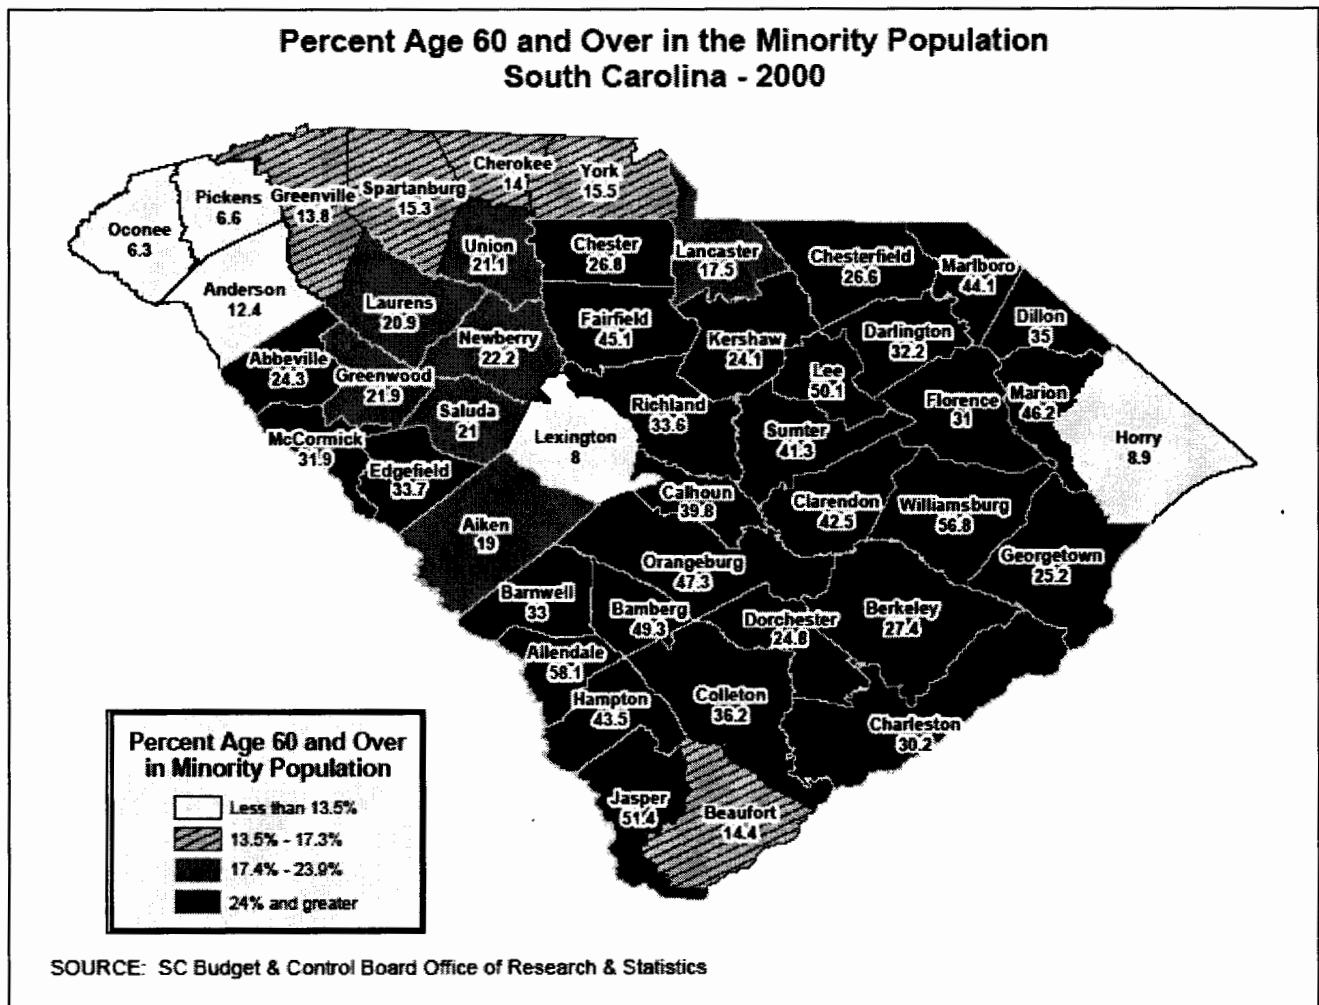 Percent Age 60 and Over in the Minority Population
South Carolina - 2000
Cherokee
14
York
15.5
Spartanburg
15.3
Greenville
13.8
Pickens
6.6
Oconee
6.3
Anderson
12.4
Union
21.1
Chester
26.8
Lancaster
17.5
Chesterfield
26.6
Marlboro
44.1
Laurens
20.9
Newberry
22.2
Fairfield
45.1
Kershaw
24.1
Darlington
32.2
Dillon
35
Abbeville
24.3
Greenwood
21.9
Saluda
21
Lexington
8
Richland
33.6
Lee
50.1
Sumter
41.3
Florence
31
Marion
46.2
Horry
8.9
McCormick
31.9
Edgefield
33.7
Aiken
19
Calhoun
39.8
Clarendon
42.5
Williamsburg
56.8
Georgetown
25.2
Orangeburg
47.3
Barnwell
33
Bamberg
49.3
Dorchester
24.8
Berkeley
27.4
Allendale
58.1
Hampton
43.5
Colleton
36.2
Charleston
30.2
Jasper
51.4
Beaufort
14.4
Percent Age 60 and Over
in Minority Population
Less than 13.5%
13.5% - 17.3%
17.4% - 23.9%
24% and greater
SOURCE: SC Budget & Control Board Office of Research & Statistics